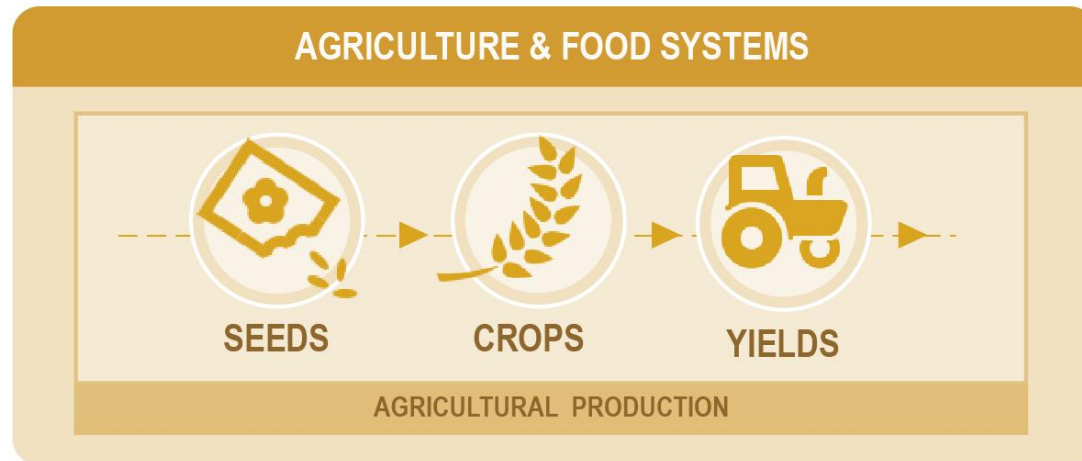 AGRICULTURE & FOOD SYSTEMS
SEEDS
CROPS
YIELDS
AGRICULTURAL PRODUCTION